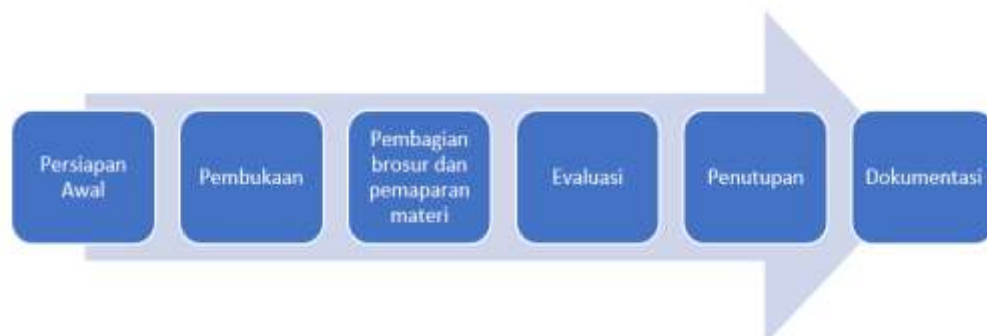 Persiapan
Awal
Pembukaan
Pembagian
brosur dan
pemaparan
materi
Evaluasi
Penutupan
Dokumentasi